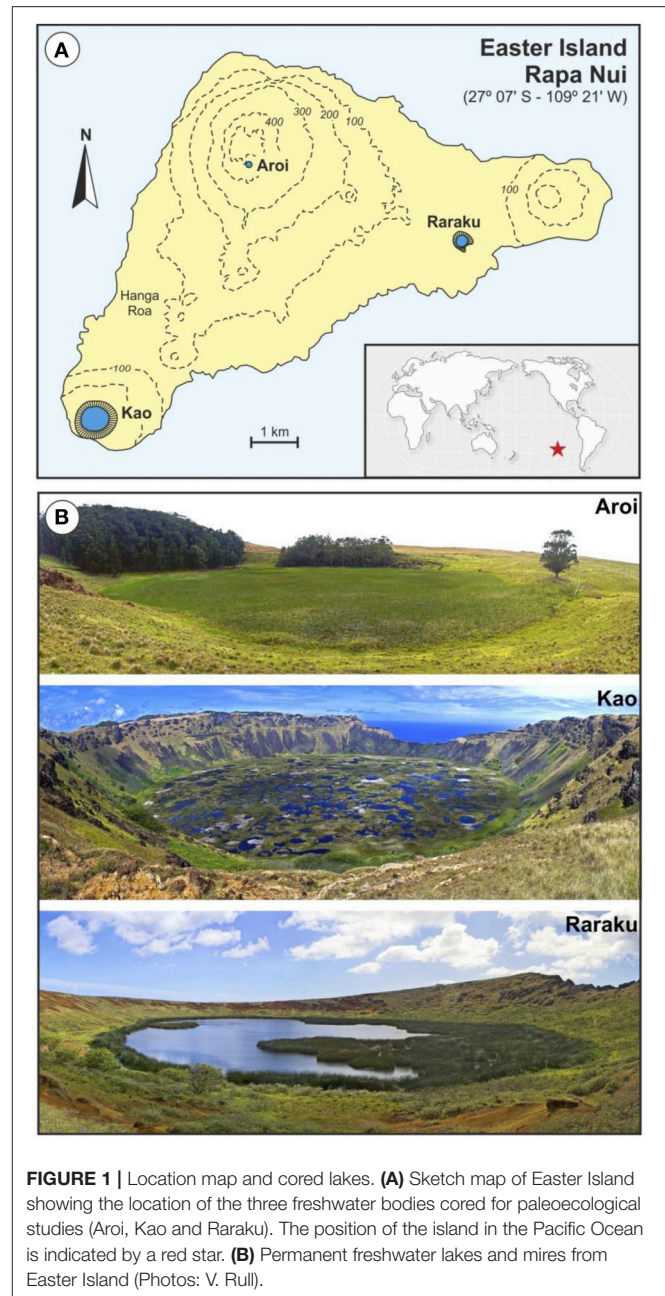 A
Easter Island
Rapa Nui
(27º 07' S - 109º 21' W)
N
400
300
200
100
Aroi
100
Raraku
Hanga
Roa
100
Kao
1 km
B
Aroi
Kao
Raraku
FIGURE 1 | Location map and cored lakes. (A) Sketch map of Easter Island
showing the location of the three freshwater bodies cored for paleoecological
studies (Aroi, Kao and Raraku). The position of the island in the Pacific Ocean
is indicated by a red star. (B) Permanent freshwater lakes and mires from
Easter Island (Photos: V. Rull).